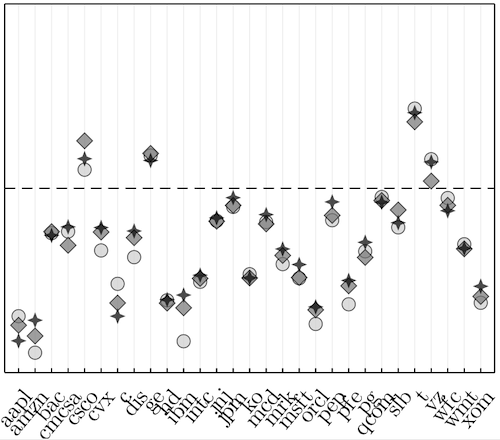 aapl
amzn
bac
cmcsa
csco
cvx
c
dis
ge
hd
ibm
intc
jnj
jpm
ko
mcd
mrk
msft
orcl
pep
pfe
pg
qcom
slb
t
vz
wfc
wmt
xom